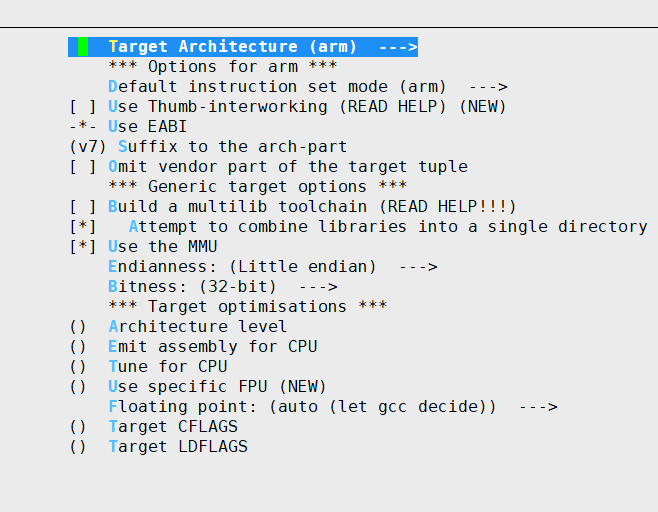 Target Architecture (arm)  --->
*** Options for arm ***
Default instruction set mode (arm)  --->
[ ] Use Thumb-interworking (READ HELP) (NEW)
-*- Use EABI
(v7) Suffix to the arch-part
[ ] Omit vendor part of the target tuple
*** Generic target options ***
[ ] Build a multilib toolchain (READ HELP!!!)
[*]   Attempt to combine libraries into a single directory
[*] Use the MMU
Endianness: (Little endian)  --->
Bitness: (32-bit)  --->
*** Target optimisations ***
()  Architecture level
()  Emit assembly for CPU
()  Tune for CPU
()  Use specific FPU (NEW)
Floating point: (auto (let gcc decide))  --->
()  Target CFLAGS
()  Target LDFLAGS